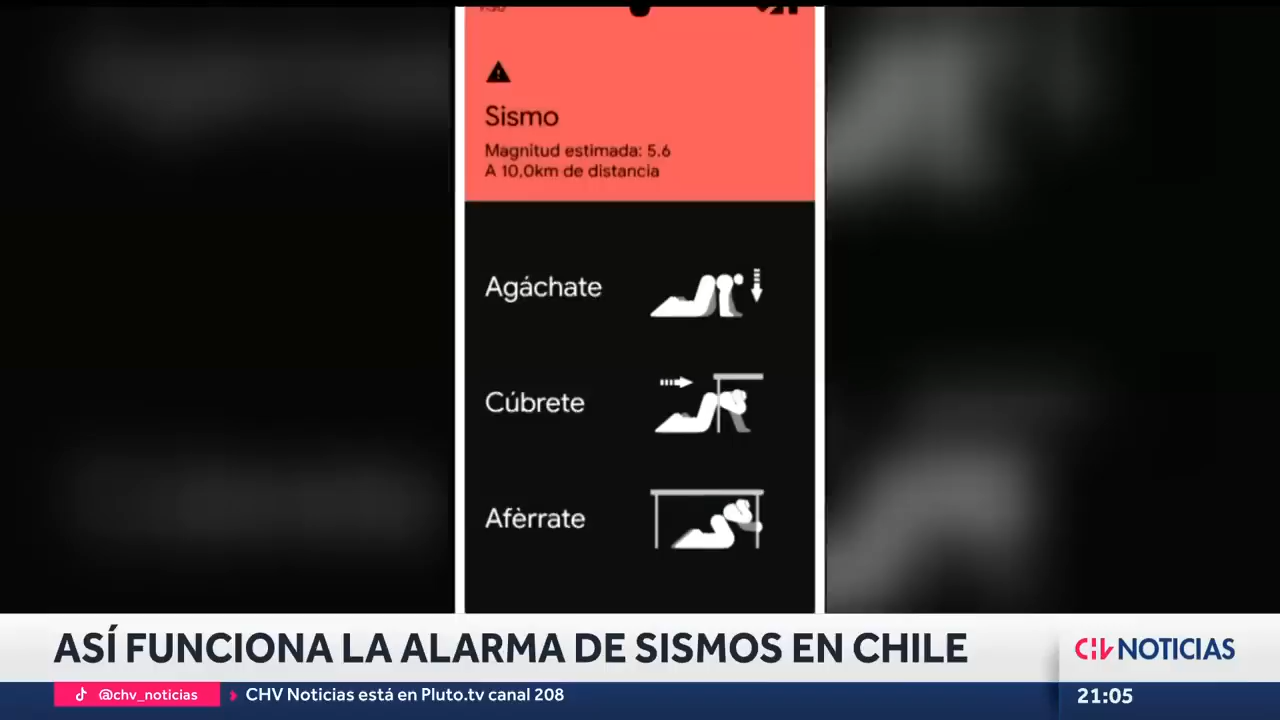 Sismo
Magnitud estimada: 5.6
A 10,0km de distancia
Agáchate
Cúbrete
Afèrrate
ASÍ FUNCIONA LA ALARMA DE SISMOS EN CHILE
CHV NOTICIAS
@chv_noticias
CHV Noticias está en Pluto.tv canal 208
21:05